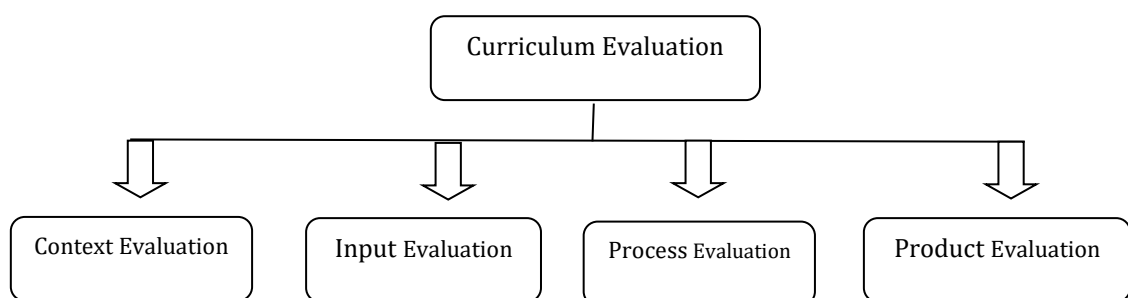 Curriculum Evaluation
Context Evaluation
Input Evaluation
Process Evaluation
Product Evaluation